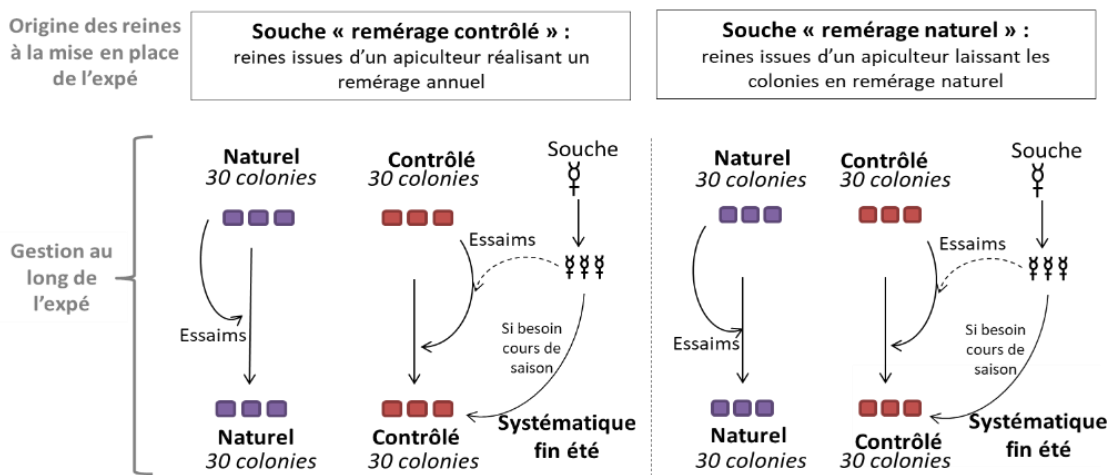 Origine des reines
à la mise en place
de l'expé
Souche « remérage contrôlé » :
reines issues d'un apiculteur réalisant un
remérage annuel
Souche « remérage naturel » :
reines issues d'un apiculteur laissant les
colonies en remérage naturel
Gestion au
long de
l'expé
Naturel
30 colonies
Contrôlé
30 colonies
Souche
Essaims
Essaims
Si besoin
cours de
saison
Naturel
30 colonies
Contrôlé
30 colonies
Systématique
fin été
Naturel
30 colonies
Contrôlé
30 colonies
Souche
Essaims
Essaims
Si besoin
cours de
saison
Naturel
30 colonies
Contrôlé
30 colonies
Systématique
fin été